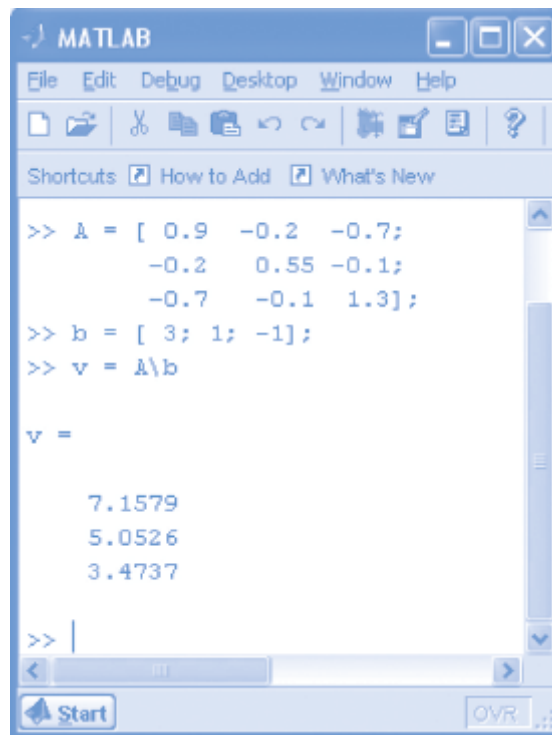 MATLAB
File Edit Debug Desktop Window Help
Shortcuts How to Add What's New
>> A = [ 0.9 -0.2 -0.7;
-0.2 0.55 -0.1;
-0.7 -0.1 1.3];
>> b = [ 3; 1; -1];
>> v = A\b
v =
7.1579
5.0526
3.4737
>>
Start OVR